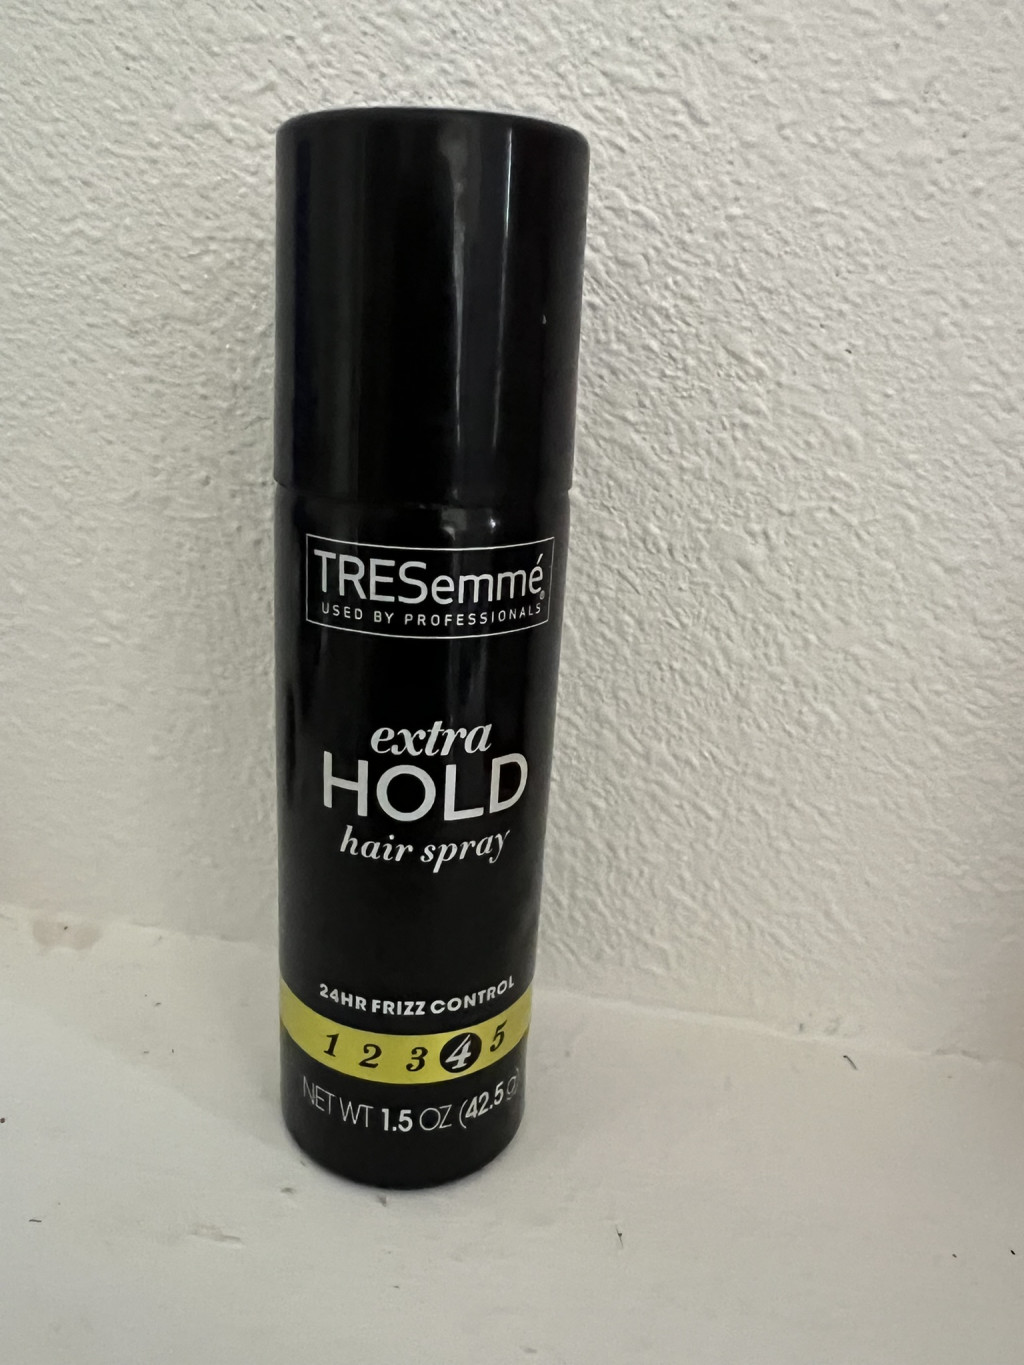 TRESemmé®
USED BY PROFESSIONALS
extra
HOLD
hair spray
24HR FRIZZ CONTROL
1 2 3 4 5
NET WT 1.5 OZ (42.5 g)